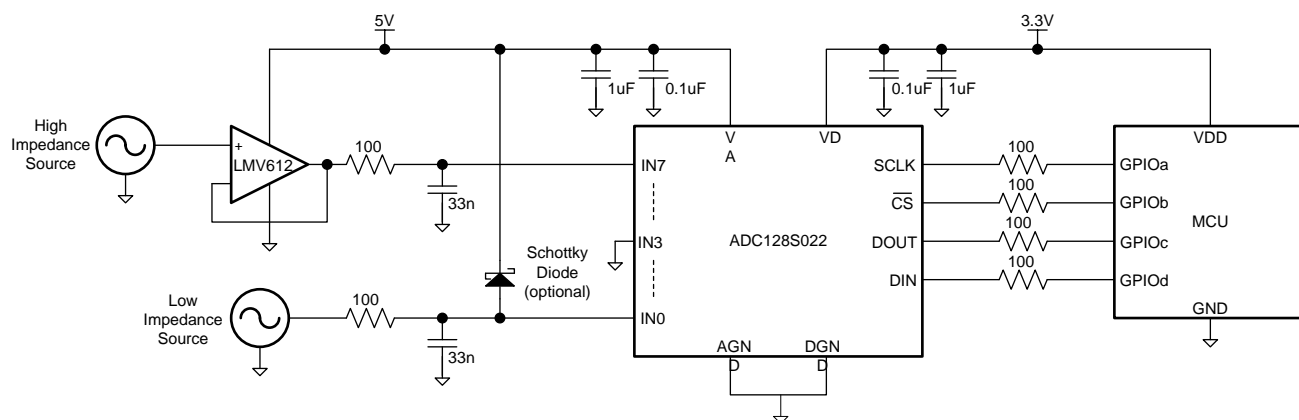 5V
3.3V
1uF
0.1uF
0.1uF
1uF
High
Impedance
Source
+
LMV612
100
33n
V
A
VD
VDD
IN7
SCLK
100
GPIOa
CS
100
GPIOb
IN3
ADC128S022
DOUT
100
GPIOc
MCU
DIN
100
GPIOd
Schottky
Diode
(optional)
Low
Impedance
Source
100
33n
IN0
AGN
D
DGN
D
GND